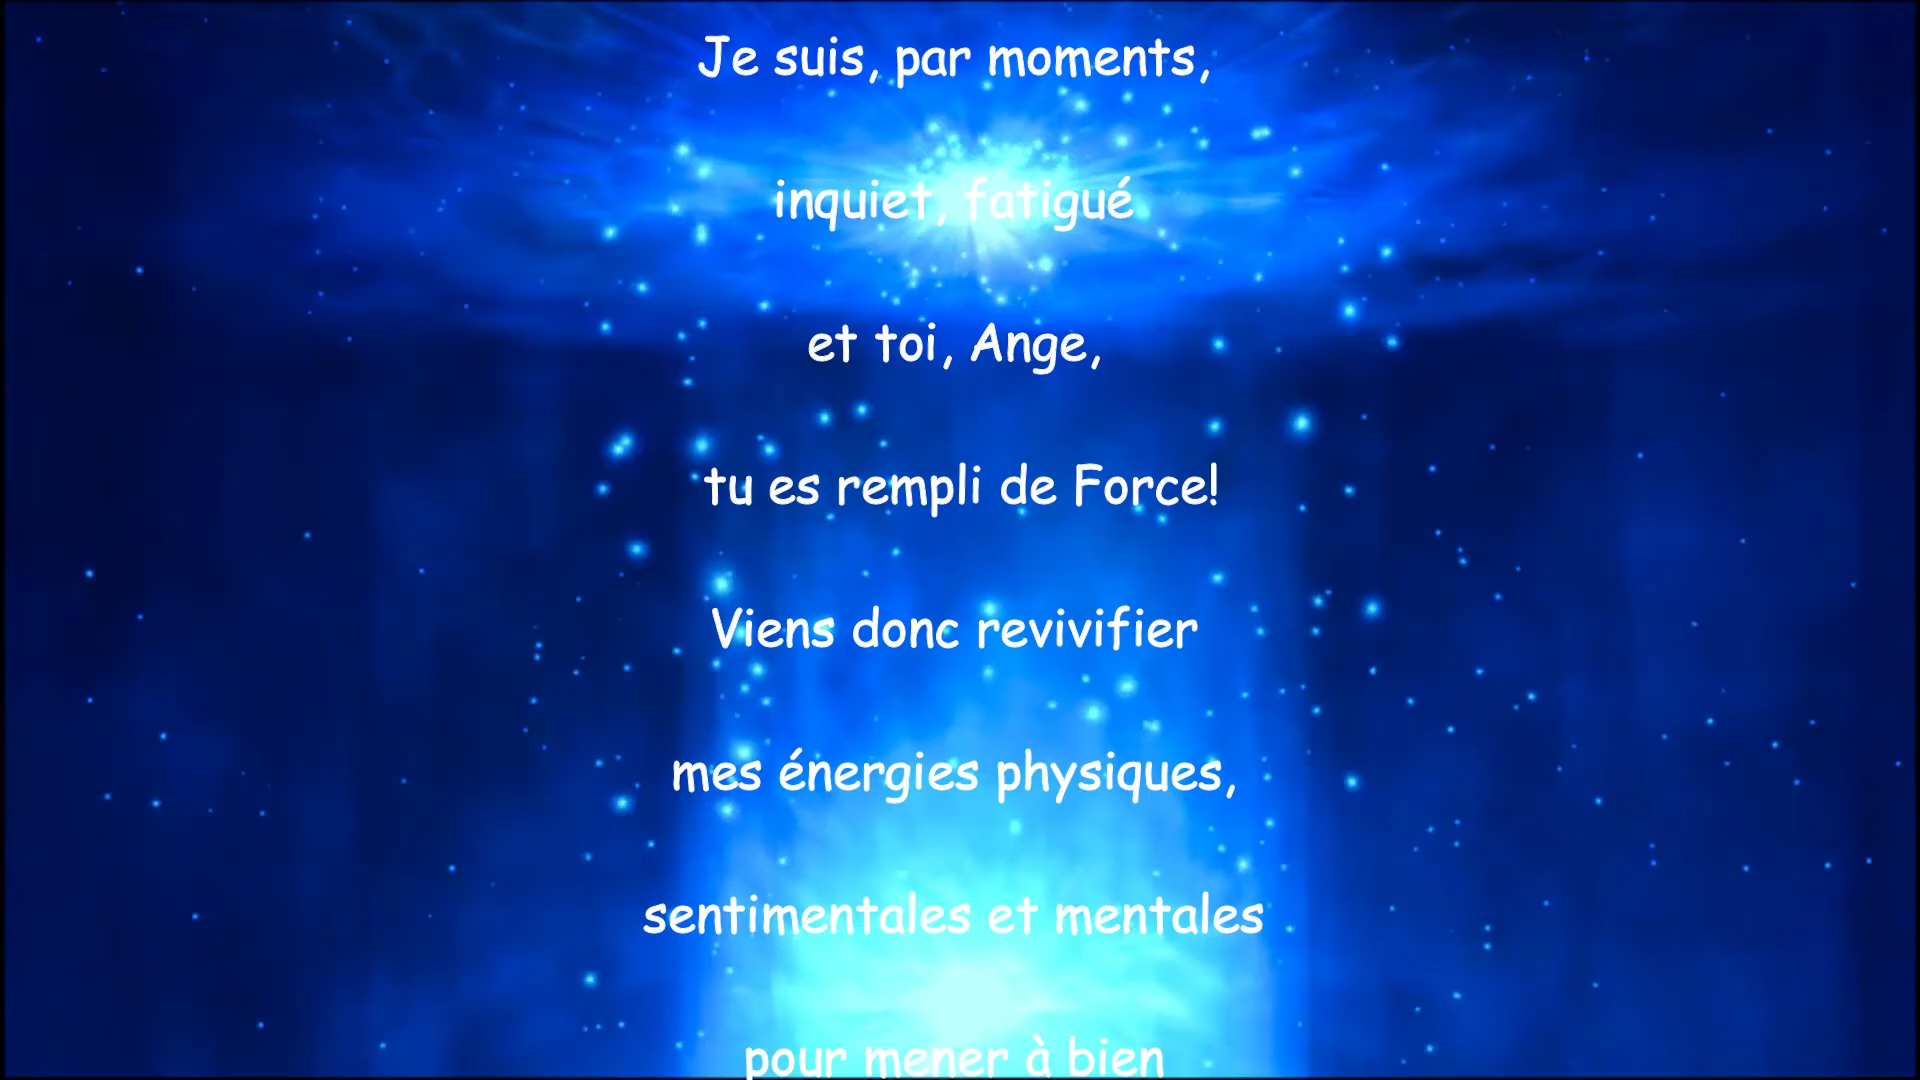 Je suis, par moments,
inquiet, fatigué
et toi, Ange,
tu es rempli de Force!
Viens donc revivifier
mes énergies physiques,
sentimentales et mentales
pour mener à bien